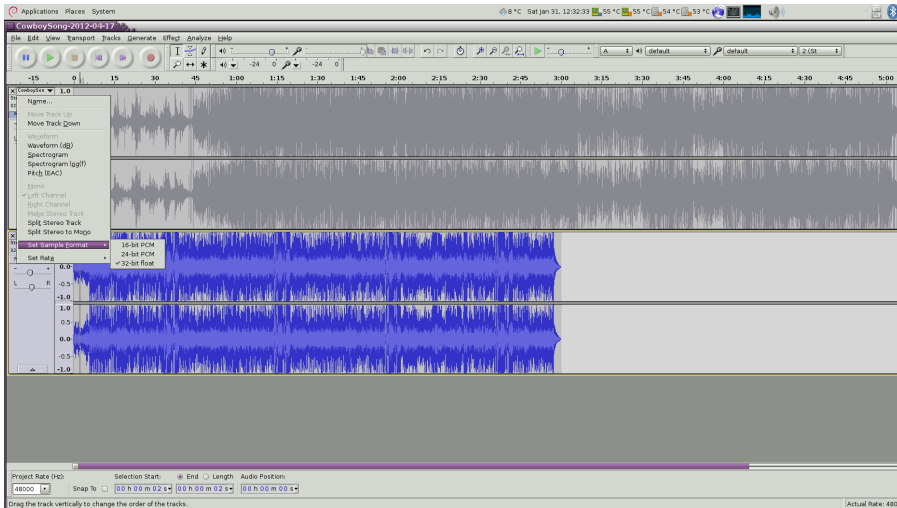 Applications Places System 8 °C Sat Jan 31, 12:32:33 55 °C 55 °C 54 °C 53 °C
CowboySong-2012-04-17
File Edit View Transport Tracks Generate Effect Analyze Help
-24 0
A default default 2 (St
-24 0
-15 0 15 30 45 1:00 1:15 1:30 1:45 2:00 2:15 2:30 2:45 3:00 3:15 3:30 3:45 4:00 4:15 4:30 4:45 5:00
CowboySon 1.0
Name...
Move Track Up
Move Track Down
Waveform
Waveform (dB)
Spectrogram
Spectrogram log(f)
Pitch (EAC)
Mono
Left Channel
Right Channel
Make Stereo Track
Split Stereo Track
Split Stereo to Mono
Set Sample Format
16-bit PCM
24-bit PCM
32-bit float
Set Rate
- + 0.0
L R -0.5
-1.0
1.0
0.5
0.0
-0.5
-1.0
Project Rate (Hz): Selection Start: End Length Audio Position:
48000 Snap To 00 h 00 m 02 s 00 h 00 m 02 s 00 h 00 m 00 s
Drag the track vertically to change the order of the tracks. Actual Rate: 480